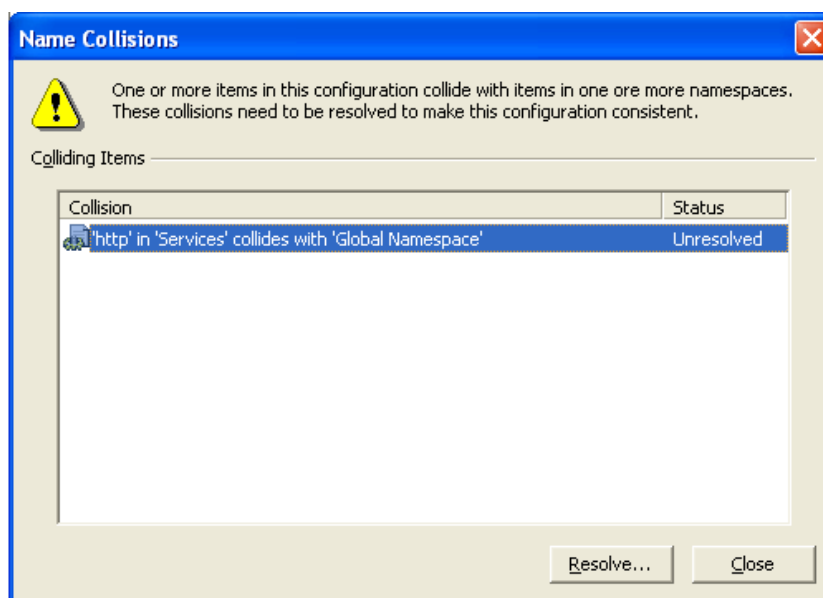 Name Collisions
One or more items in this configuration collide with items in one ore more namespaces.
These collisions need to be resolved to make this configuration consistent.
Colliding Items
Collision Status
'http' in 'Services' collides with 'Global Namespace' Unresolved
Resolve... Close